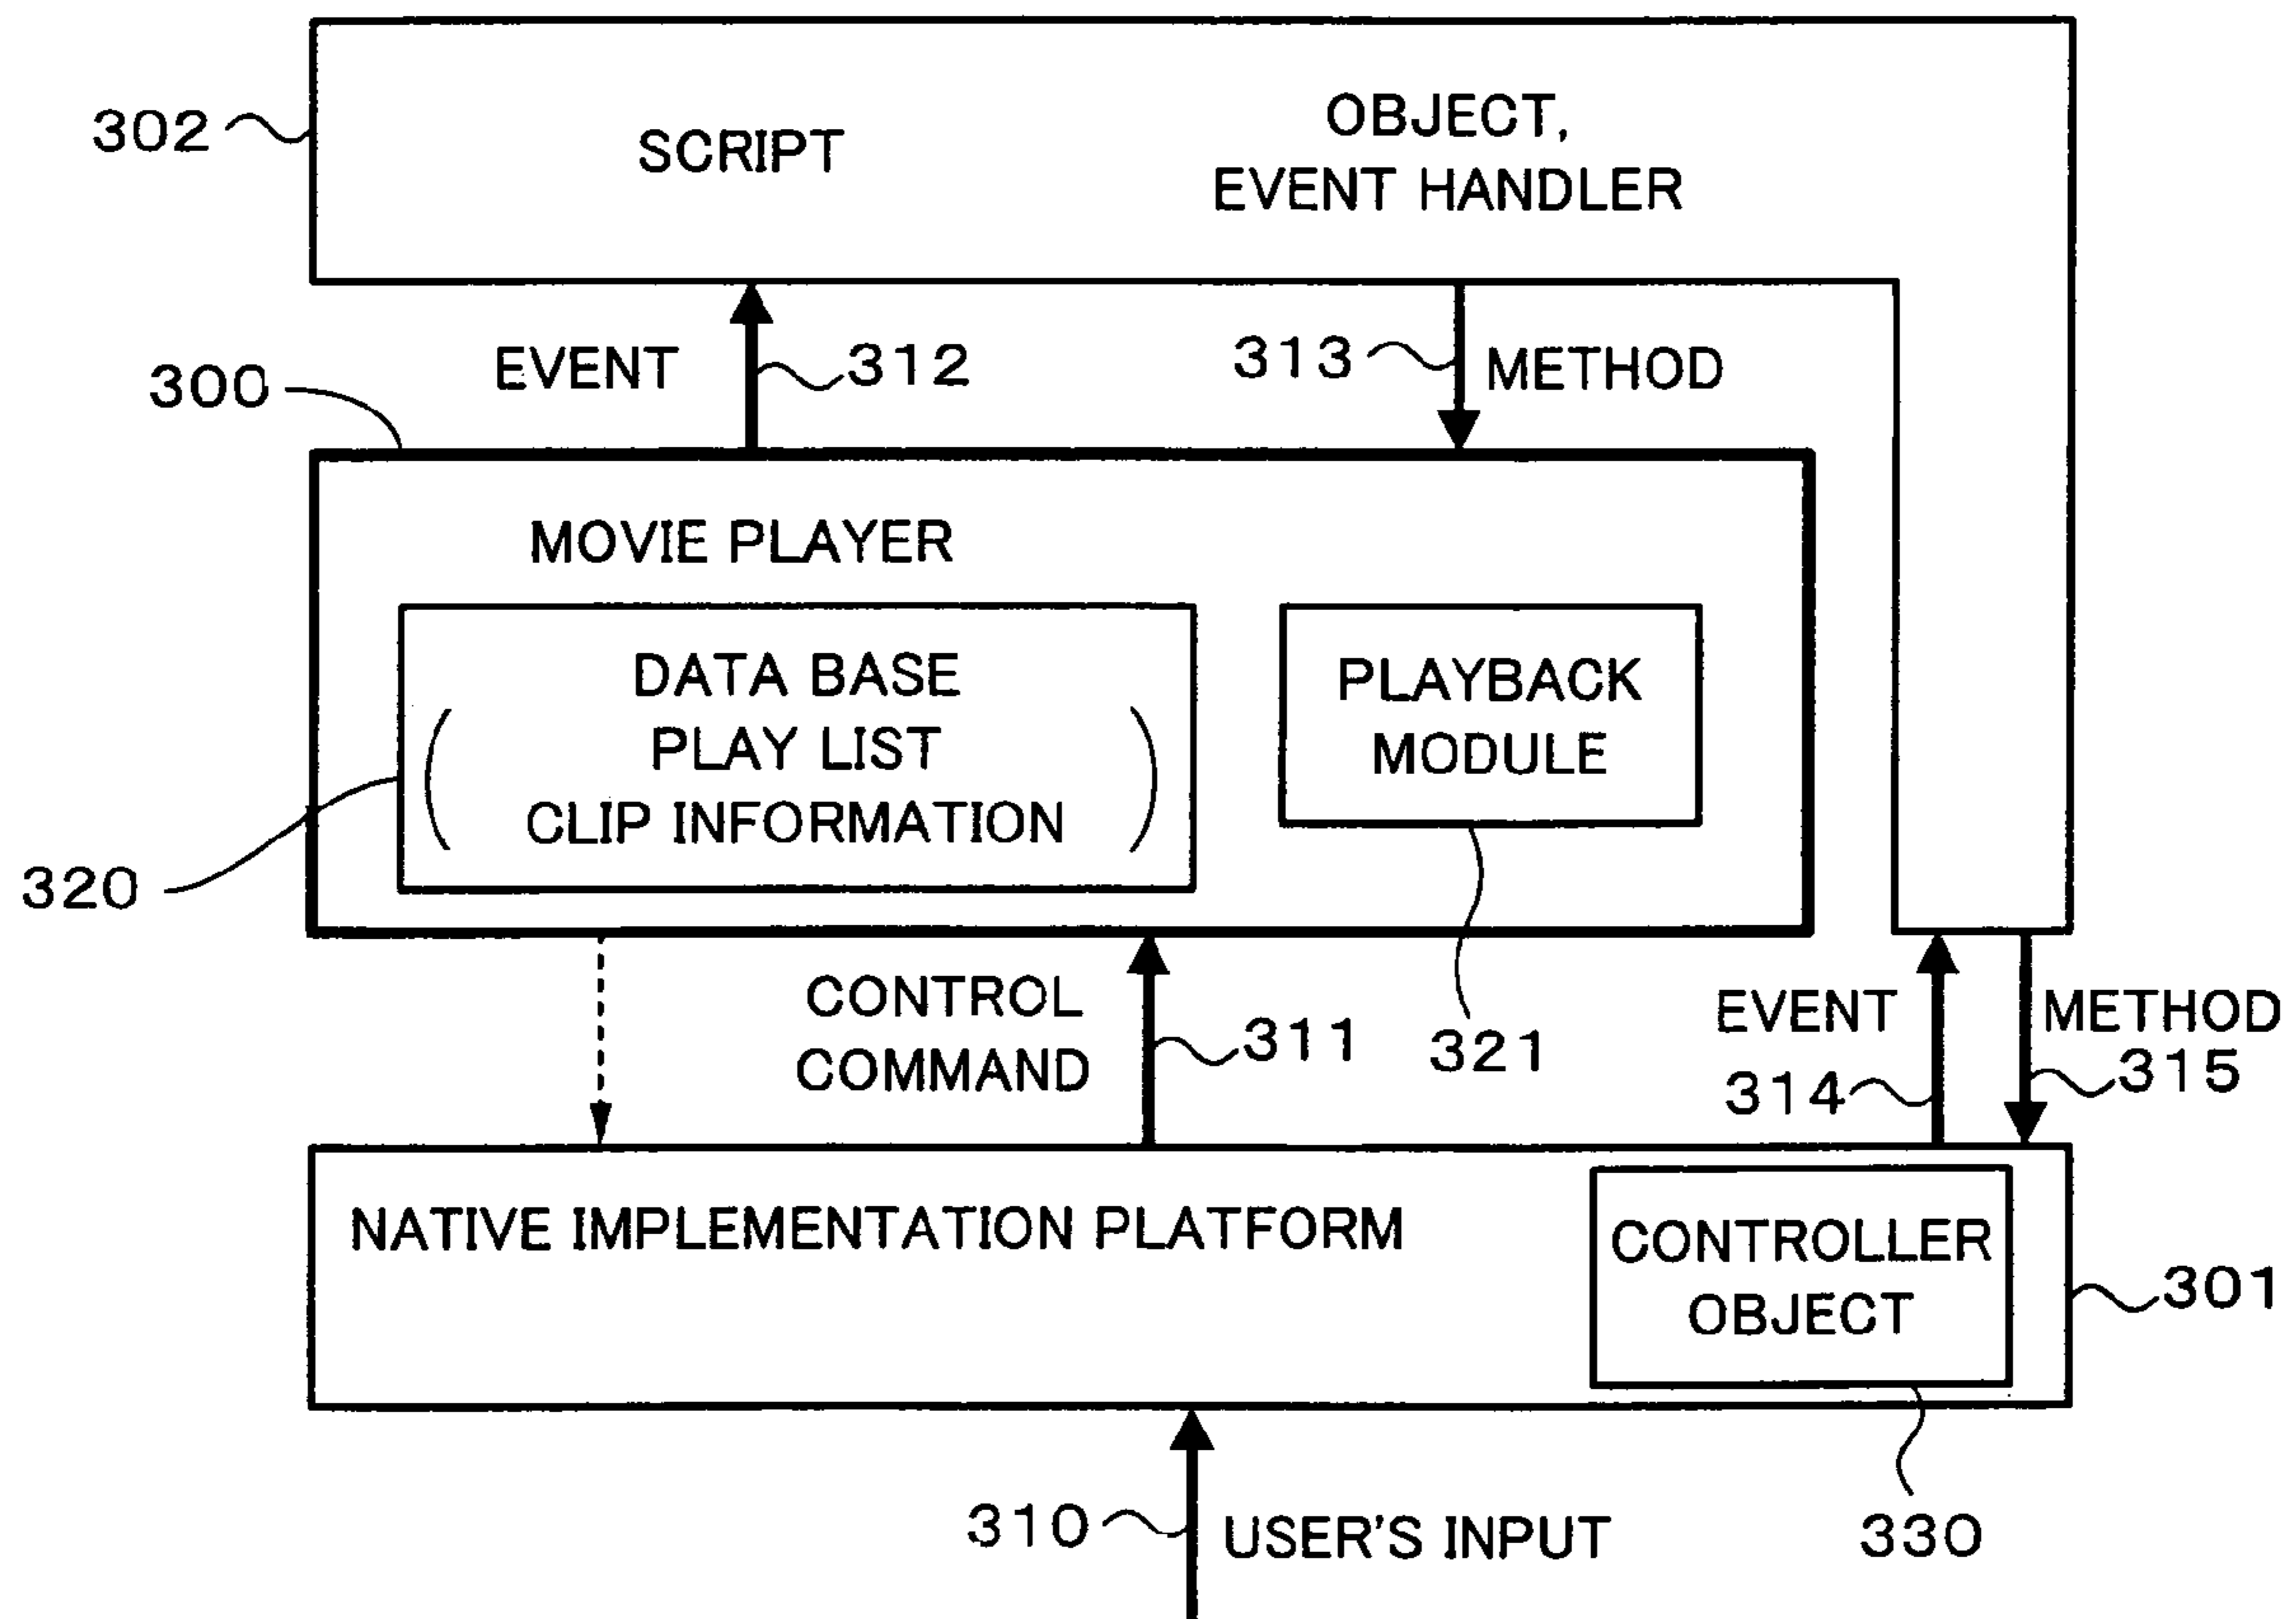 302
SCRIPT
OBJECT,
EVENT HANDLER
EVENT
312
313
METHOD
300
MOVIE PLAYER
DATA BASE
PLAY LIST
CLIP INFORMATION
PLAYBACK
MODULE
320
CONTROL
COMMAND
311
321
EVENT
314
METHOD
315
NATIVE IMPLEMENTATION PLATFORM
CONTROLLER
OBJECT
301
310
USER'S INPUT
330